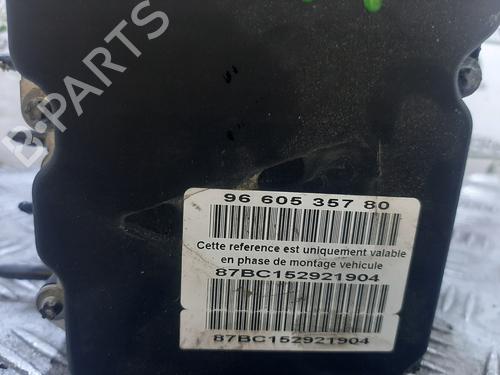 B-PARTS
96 605 357 80
Cette reference est uniquement valable
en phase de montage vehicule
87BC152921904
87BC152921904